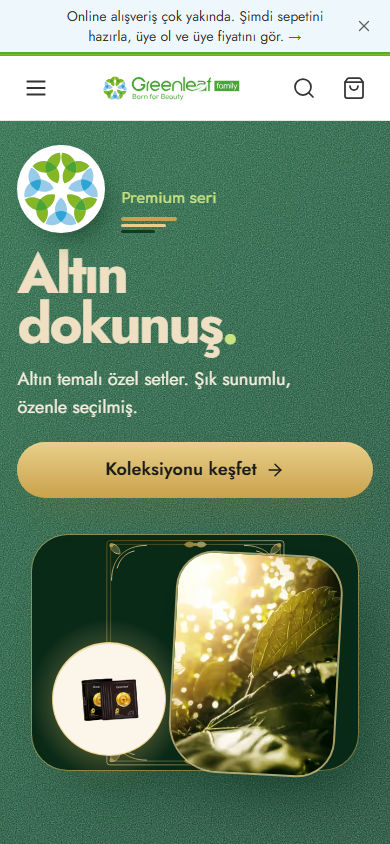 Online alışveriş çok yakında. Şimdi sepetini
hazırla, üye ol ve üye fiyatını gör. →
Greenleaf family
Born for Beauty
Premium seri
Altın
dokunuş.
Altın temalı özel setler. Şık sunumlu,
özenle seçilmiş.
Koleksiyonu keşfet →